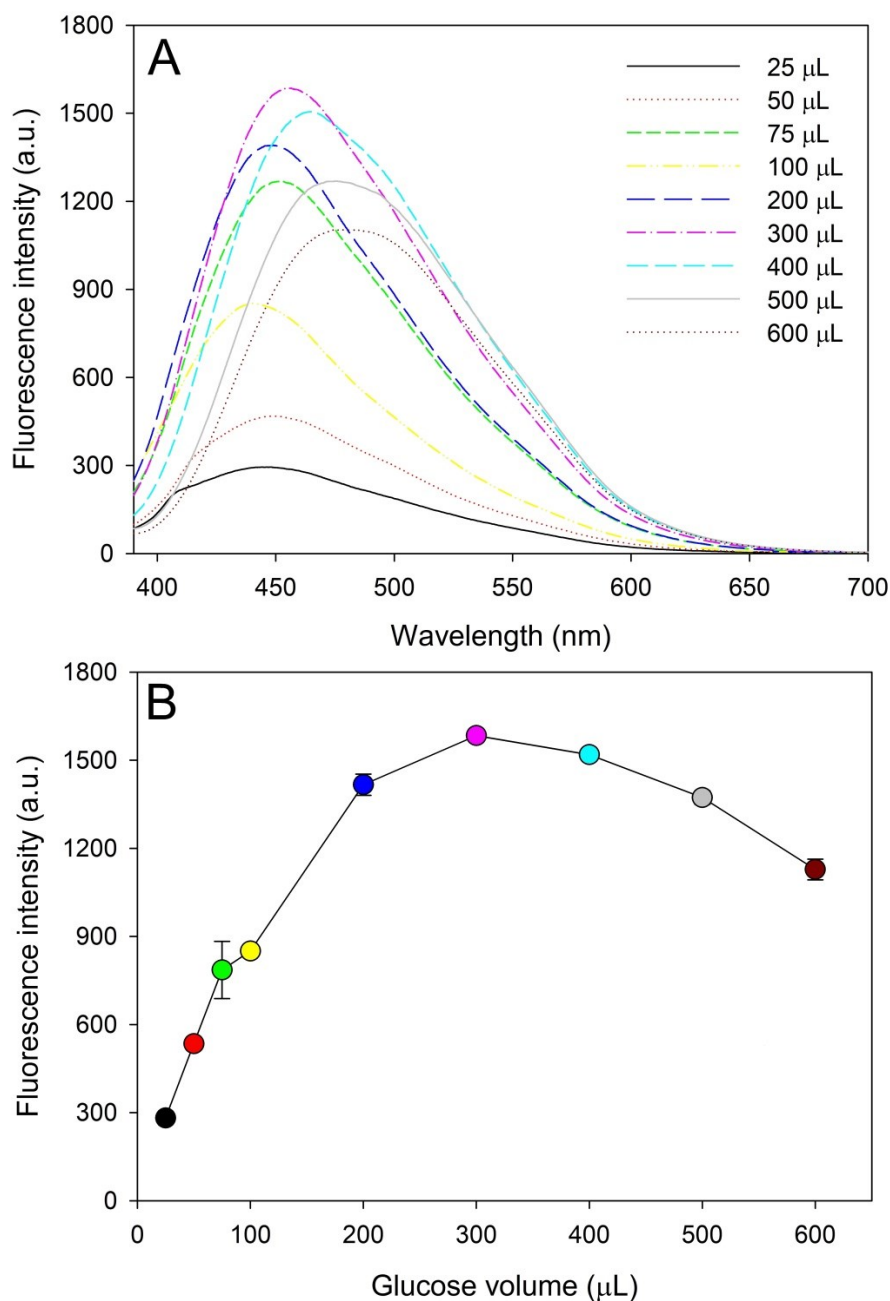 A
1800
1500
1200
900
600
300
0
Fluorescence intensity (a.u.)
25 μL
50 μL
75 μL
100 μL
200 μL
300 μL
400 μL
500 μL
600 μL
400 450 500 550 600 650 700
Wavelength (nm)
B
1800
1500
1200
900
600
300
0
Fluorescence intensity (a.u.)
0 100 200 300 400 500 600
Glucose volume (μL)